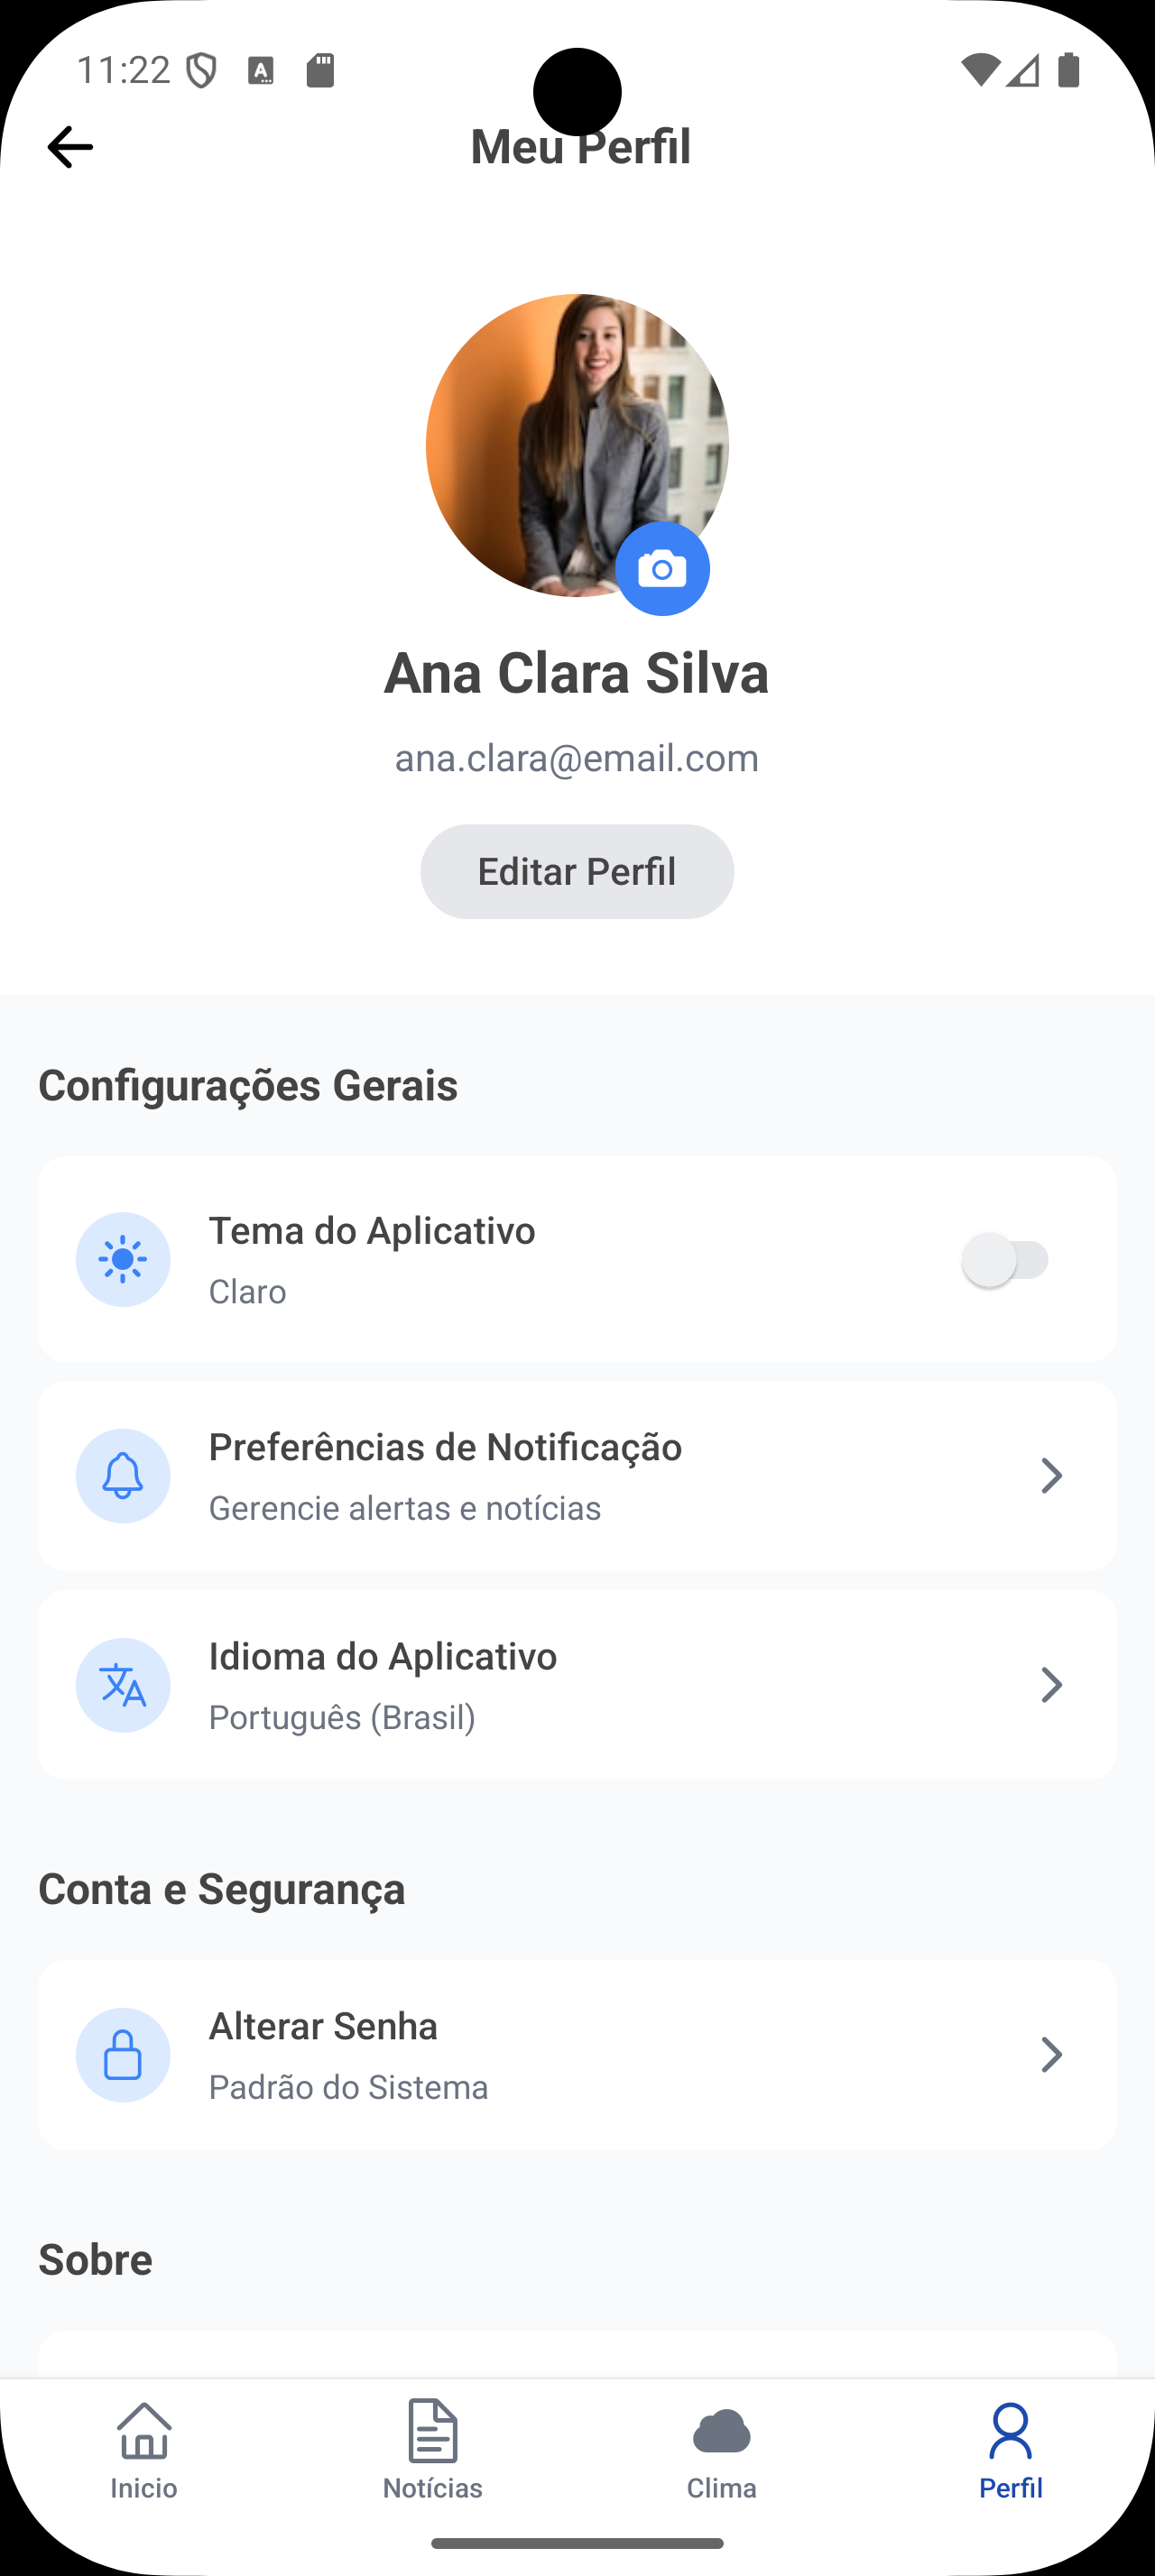 11:22
Meu Perfil
Ana Clara Silva
ana.clara@email.com
Editar Perfil
Configurações Gerais
Tema do Aplicativo
Claro
Preferências de Notificação
Gerencie alertas e notícias
Idioma do Aplicativo
Português (Brasil)
Conta e Segurança
Alterar Senha
Padrão do Sistema
Sobre
Inicio
Notícias
Clima
Perfil